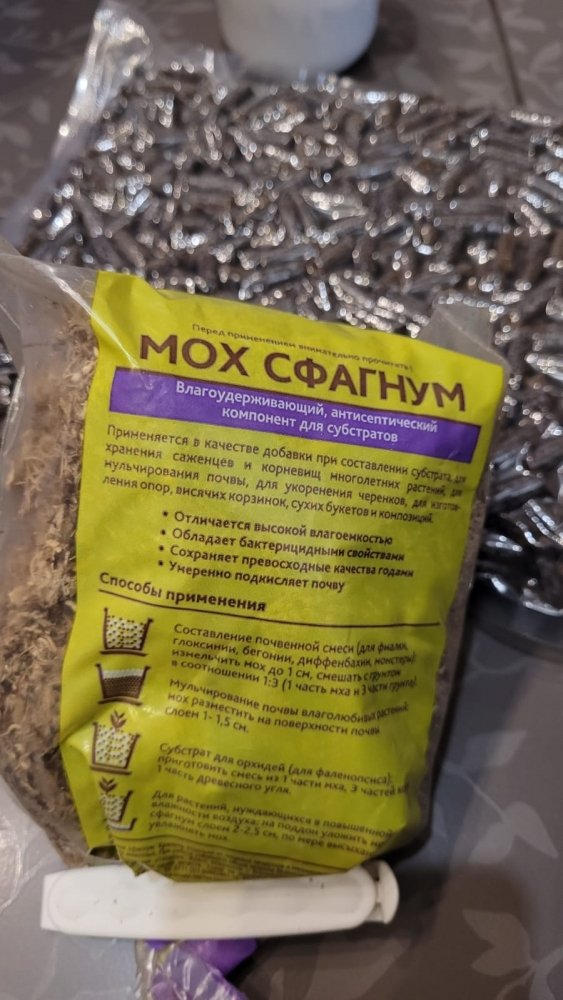 Перед применением внимательно прочитать!
МОХ СФАГНУМ
Влагоудерживающий, антисептический
компонент для субстратов
Применяется в качестве добавки при составлении субстрата, для
хранения саженцев и корневищ многолетних растений, для
мульчирования почвы, для укоренения черенков, для изготов-
ления опор, висячих корзинок, сухих букетов и композиций.
• Отличается высокой влагоемкостью
• Обладает бактерицидными свойствами
• Сохраняет превосходные качества годами
• Умеренно подкисляет почву
Способы применения
Составление почвенной смеси (для фиалки,
глоксинии, бегонии, диффенбахии, монстеры):
измельчить мох до 1 см, смешать с грунтом
в соотношении 1:3 (1 часть мха и 3 части грунта).
Мульчирование почвы влаголюбивых растений:
мох разместить на поверхности почвы
слоем 1-1,5 см.
Субстрат для орхидей (для фаленопсиса):
приготовить смесь из 1 части мха, 3 частей
1 часть древесного угля.
Для растений, нуждающихся в повышенной
влажности воздуха: на поддон уложить
сфагнум слоем 2-2,5 см, по мере высыхания
увлажнять мох.